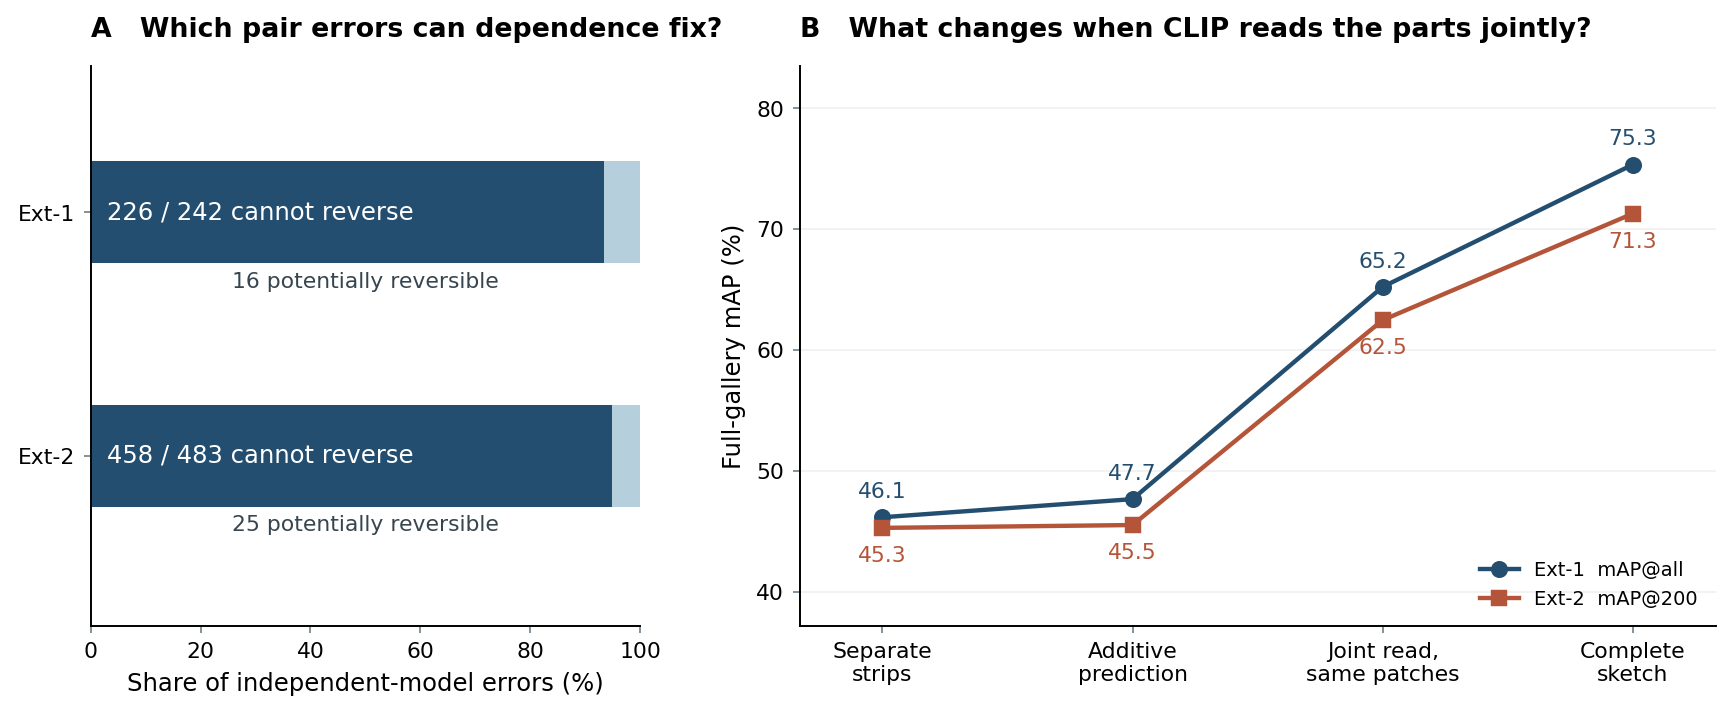 A Which pair errors can dependence fix?
Ext-1
226 / 242 cannot reverse
16 potentially reversible
Ext-2
458 / 483 cannot reverse
25 potentially reversible
0 20 40 60 80 100
Share of independent-model errors (%)
B What changes when CLIP reads the parts jointly?
Full-gallery mAP (%)
80
70
60
50
40
46.1
47.7
65.2
75.3
45.3
45.5
62.5
71.3
Ext-1 mAP@all
Ext-2 mAP@200
Separate
strips
Additive
prediction
Joint read,
same patches
Complete
sketch